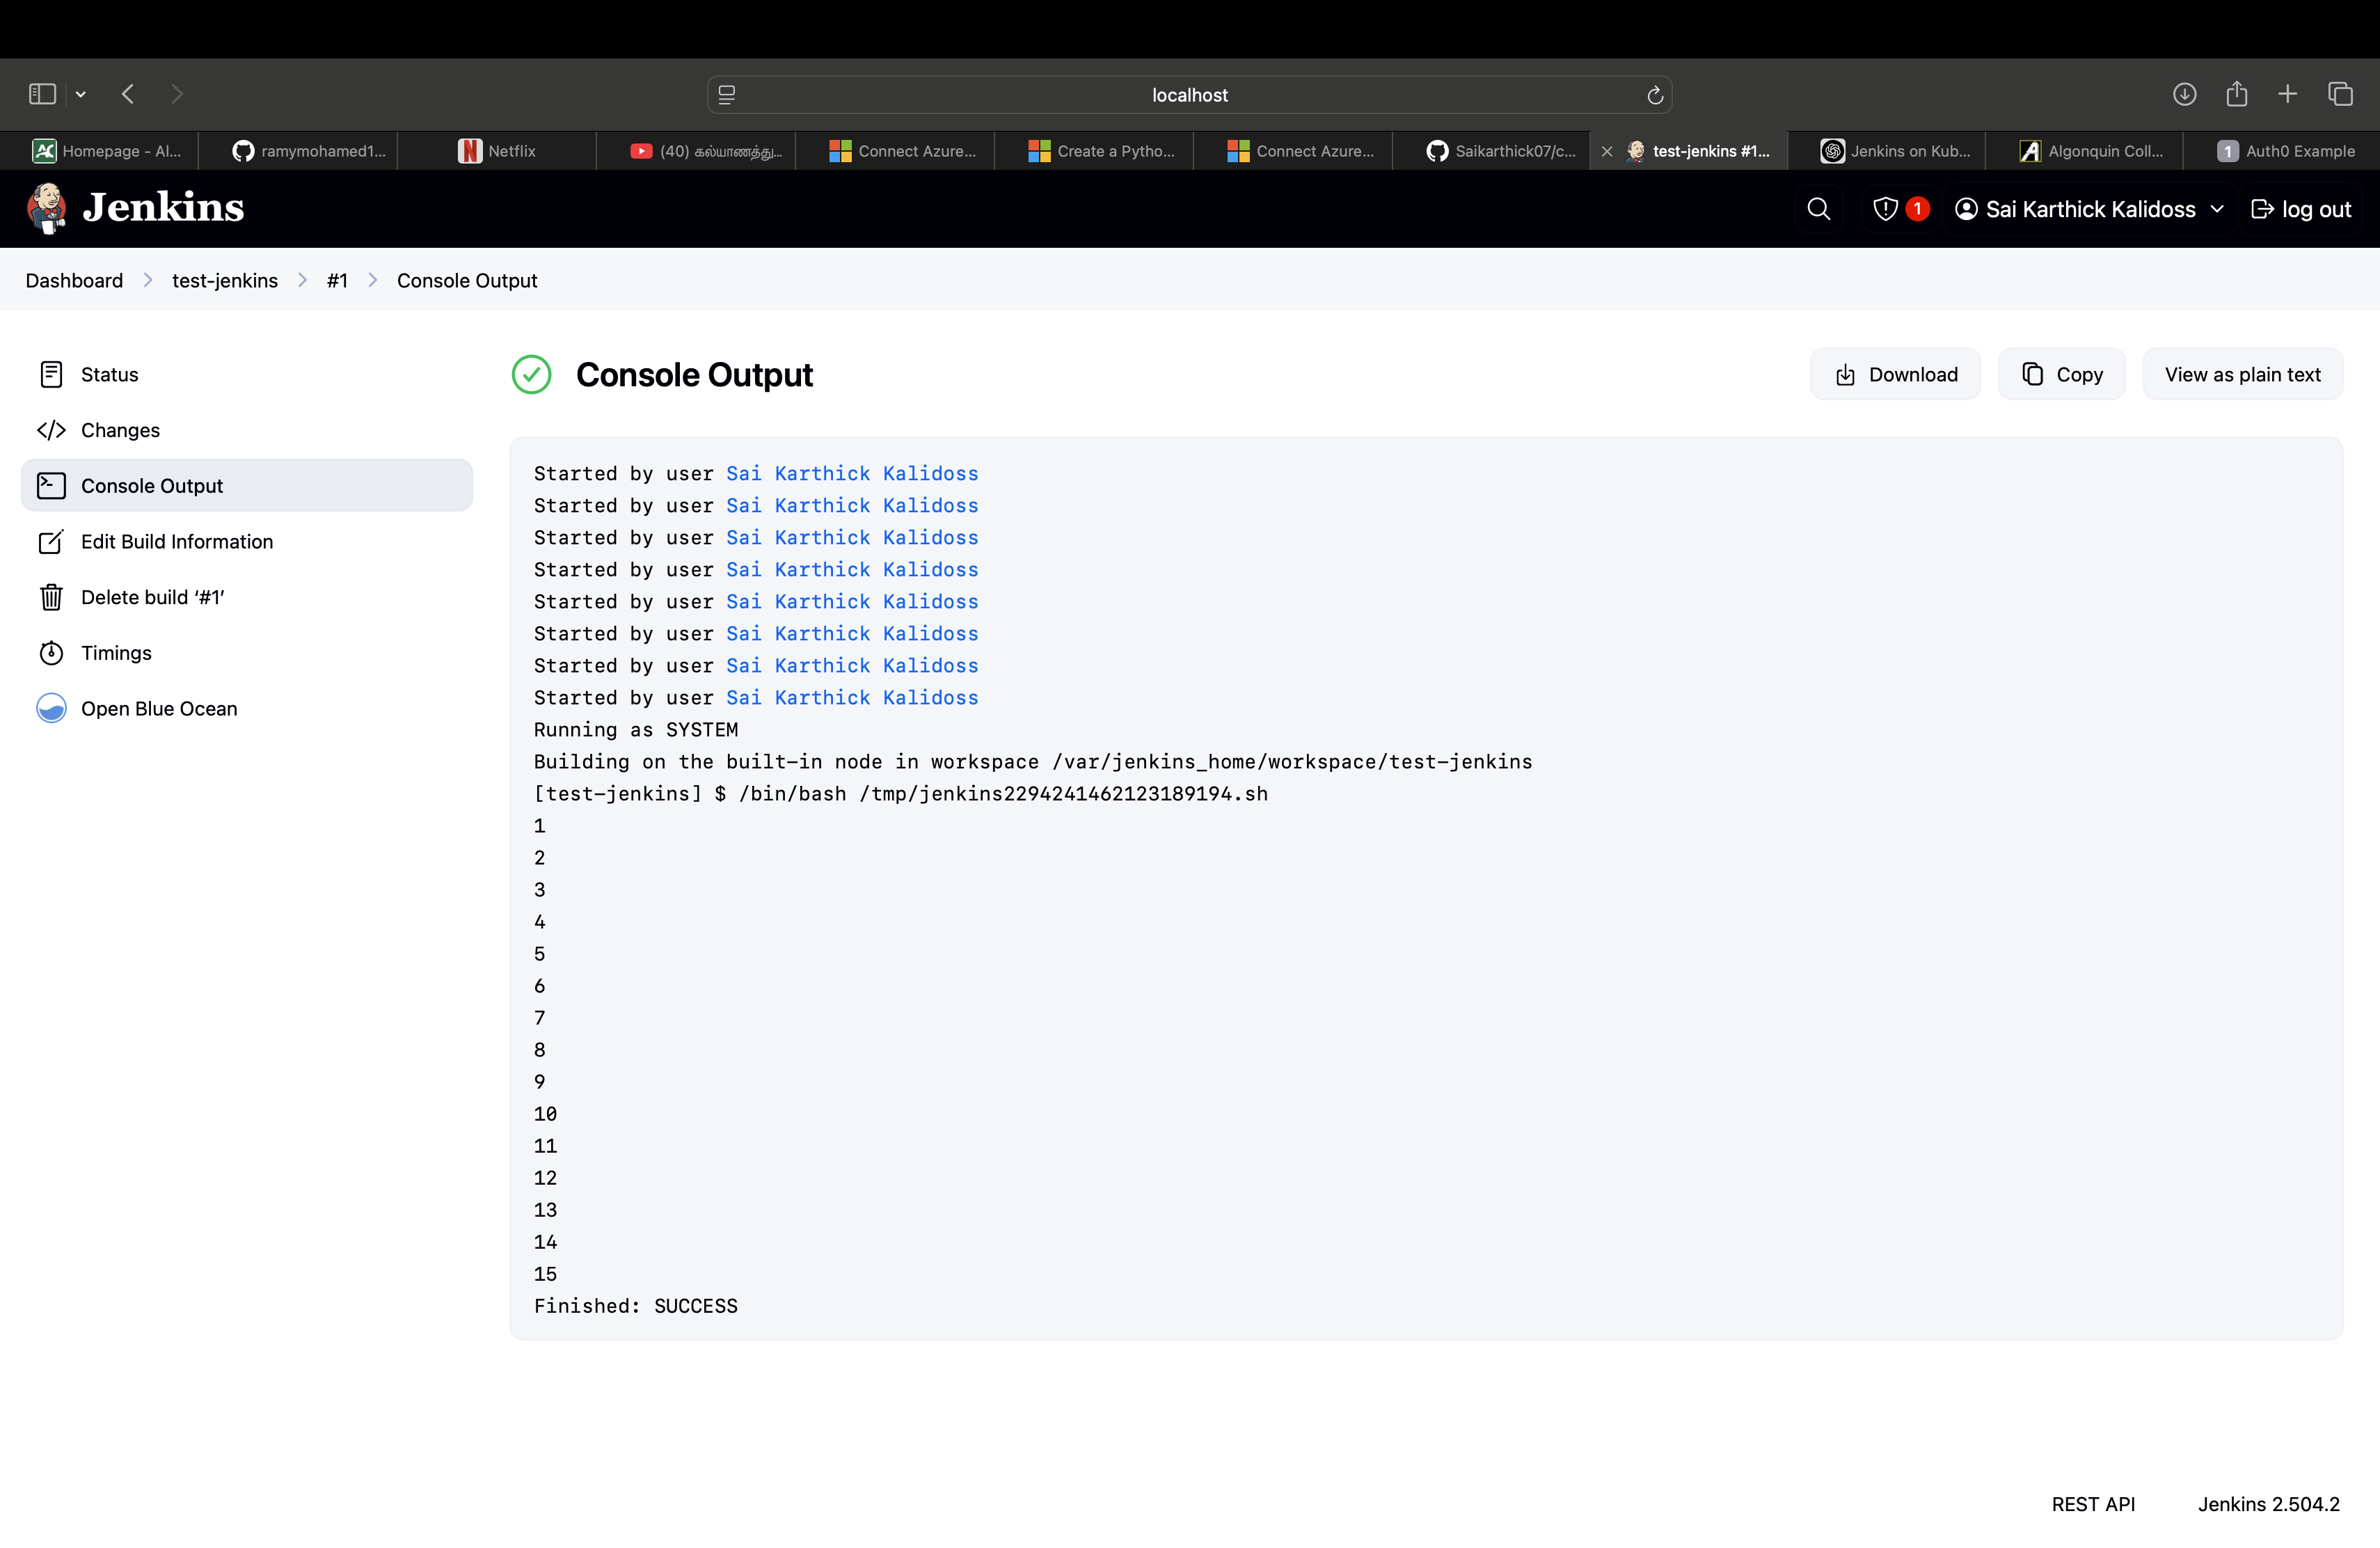 localhost
Homepage - Al...
ramymohamed1...
Netflix
(40) கல்யாணத்து...
Connect Azure...
Create a Pytho...
Connect Azure...
Saikarthick07/c...
test-jenkins #1...
Jenkins on Kub...
Algonquin Coll...
1 Auth0 Example
Jenkins
1
Sai Karthick Kalidoss
log out
Dashboard > test-jenkins > #1 > Console Output
Status
Changes
Console Output
Edit Build Information
Delete build ‘#1’
Timings
Open Blue Ocean
Console Output
Download
Copy
View as plain text
Started by user Sai Karthick Kalidoss
Started by user Sai Karthick Kalidoss
Started by user Sai Karthick Kalidoss
Started by user Sai Karthick Kalidoss
Started by user Sai Karthick Kalidoss
Started by user Sai Karthick Kalidoss
Started by user Sai Karthick Kalidoss
Started by user Sai Karthick Kalidoss
Running as SYSTEM
Building on the built-in node in workspace /var/jenkins_home/workspace/test-jenkins
[test-jenkins] $ /bin/bash /tmp/jenkins2294241462123189194.sh
1
2
3
4
5
6
7
8
9
10
11
12
13
14
15
Finished: SUCCESS
REST API
Jenkins 2.504.2